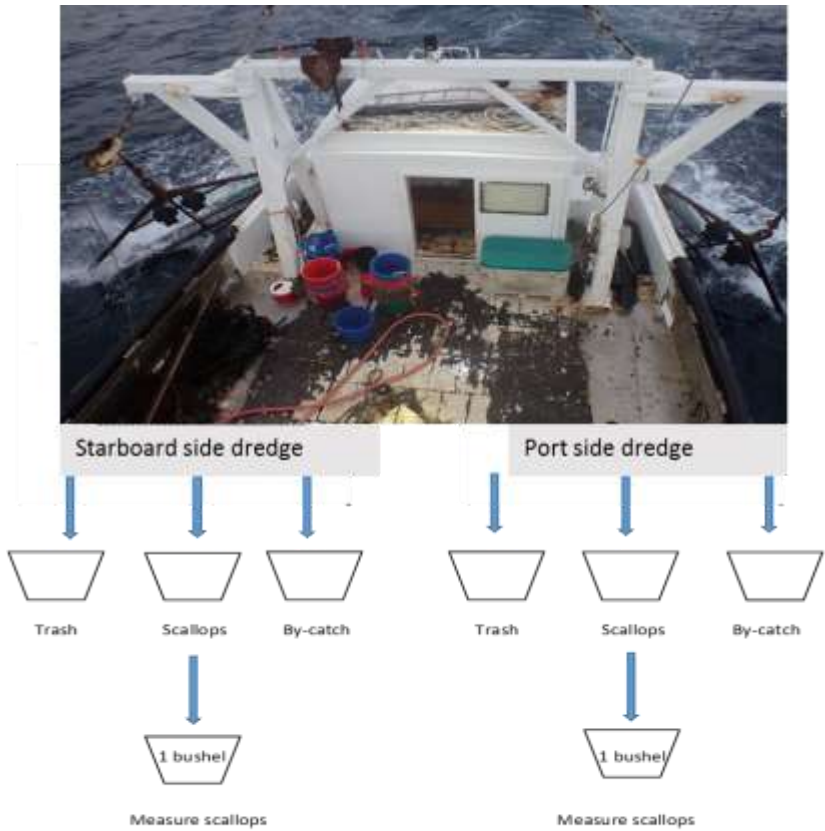 Starboard side dredge
Port side dredge
Trash
Scallops
By-catch
Trash
Scallops
By-catch
1 bushel
1 bushel
Measure scallops
Measure scallops